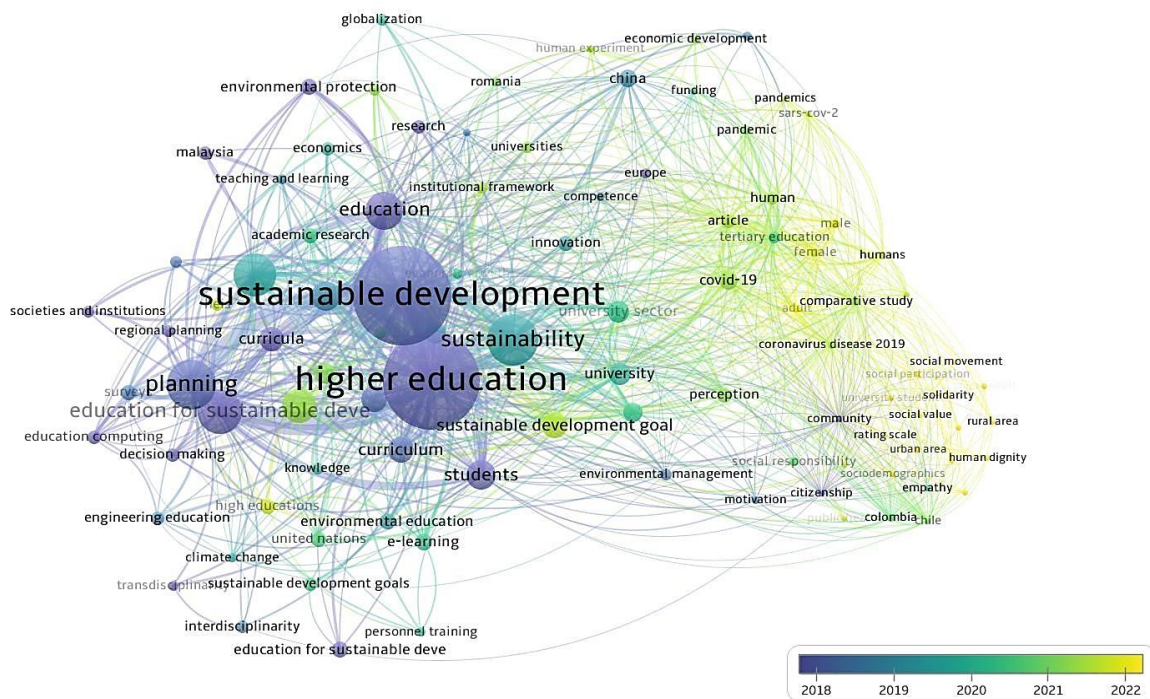 globalization
human experiment
economic development
china
environmental protection
romania
funding
pandemics
sars-cov-2
research
pandemic
malaysia
economics
universities
teaching and learning
institutional framework
europe
competence
human
education
article
male
academic research
innovation
tertiary education
female
humans
covid-19
sustainable development
comparative study
societies and institutions
university sector
adult
regional planning
curricula
sustainability
coronavirus disease 2019
social movement
planning
higher education
university
social participation
survey
perception
solidarity
education for sustainable deve
community
social value
rural area
sustainable development goal
education computing
rating scale
decision making
curriculum
urban area
human dignity
knowledge
students
environmental management
social responsibility
sociodemographics
empathy
motivation
citizenship
high educations
engineering education
environmental education
colombia
chile
united nations
e-learning
climate change
transdisciplinarity
sustainable development goals
interdisciplinarity
personnel training
education for sustainable deve
2018
2019
2020
2021
2022